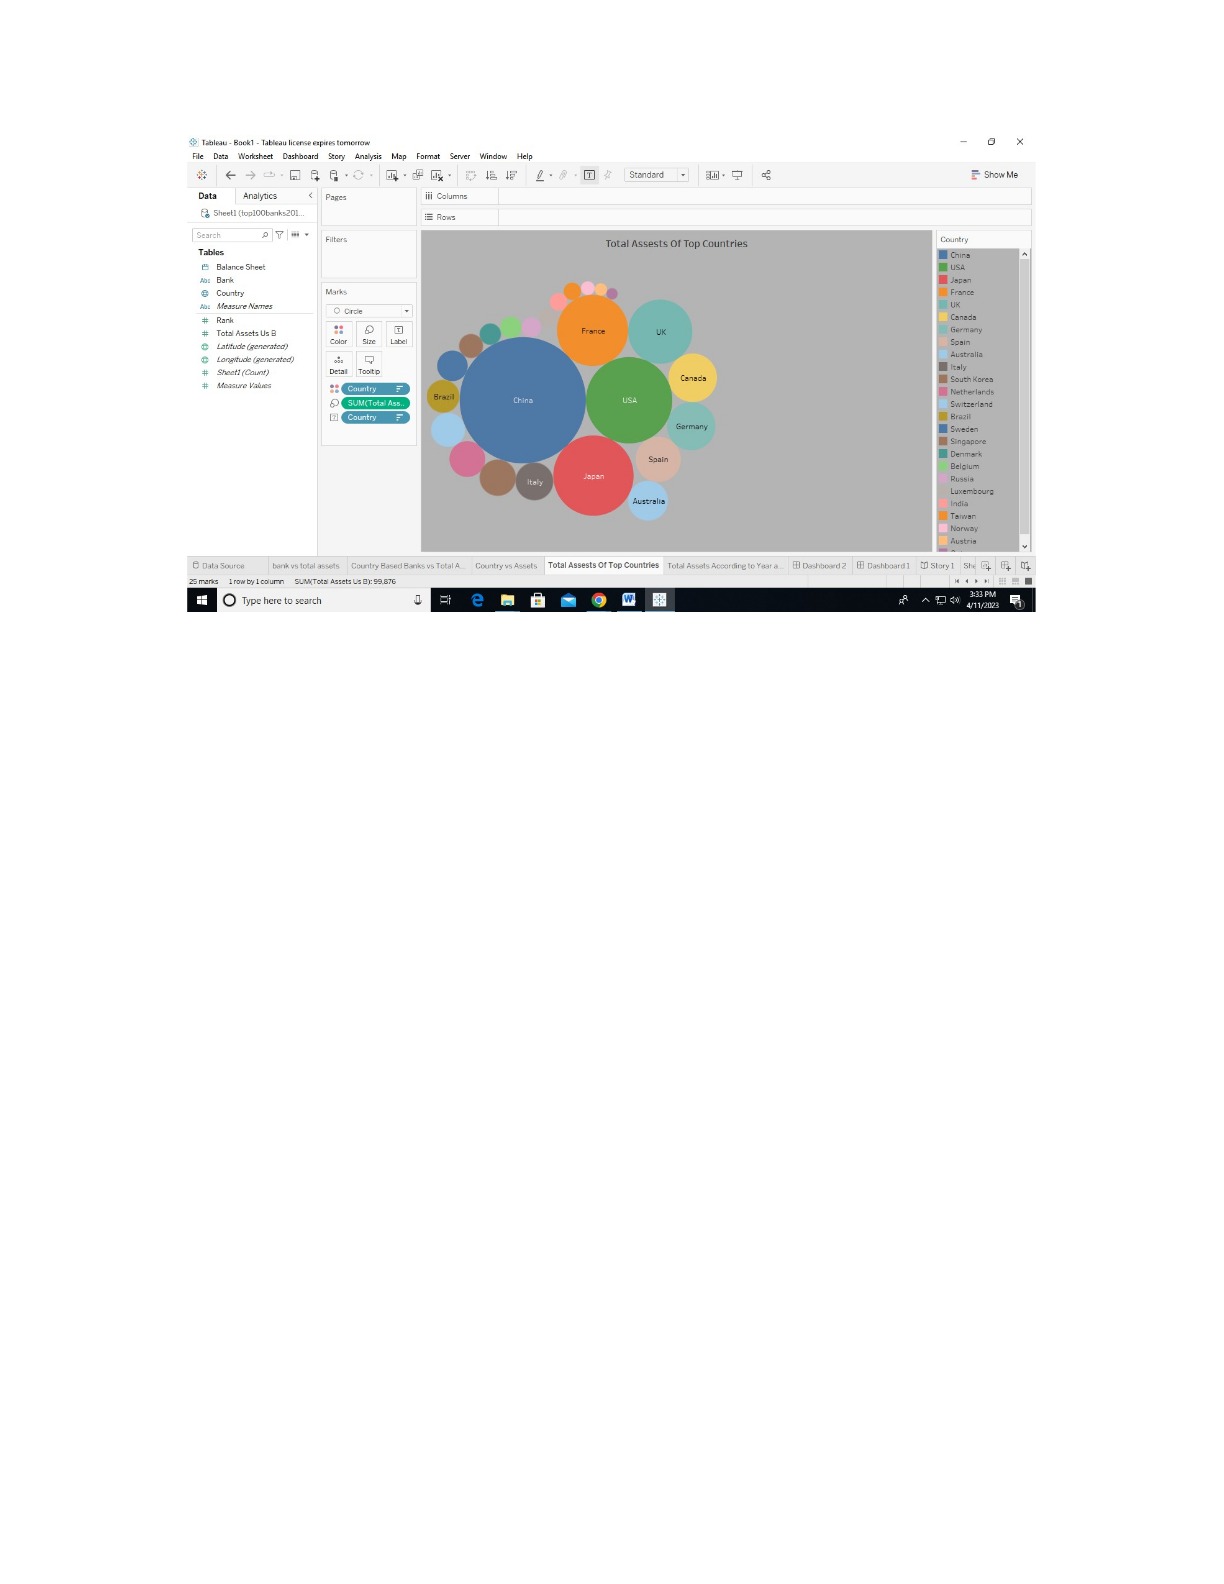 Tableau - Book1 - Tableau license expires tomorrow
File Data Worksheet Dashboard Story Analysis Map Format Server Window Help
Standard
Show Me
Data Analytics
Sheet1 (top100banks201...
Search
Tables
Balance Sheet
Abc Bank
Country
Abc Measure Names
# Rank
# Total Assets Us B
Latitude (generated)
Longitude (generated)
# Sheet1 (Count)
# Measure Values
Pages
Filters
Marks
Circle
Color Size Label
Detail Tooltip
Country
SUM(Total Ass..
Country
Columns
Rows
Total Assests Of Top Countries
France
UK
Canada
Brazil
China
USA
Germany
Spain
Japan
Italy
Australia
Country
China
USA
Japan
France
UK
Canada
Germany
Spain
Australia
Italy
South Korea
Netherlands
Switzerland
Brazil
Sweden
Singapore
Denmark
Belgium
Russia
Luxembourg
India
Taiwan
Norway
Austria
Data Source bank vs total assets Country Based Banks vs Total A... Country vs Assets Total Assests Of Top Countries Total Assets According to Year a... Dashboard 2 Dashboard 1 Story 1 She
25 marks 1 row by 1 column SUM(Total Assets Us B): 99,876
Type here to search
3:33 PM
4/11/2023
1